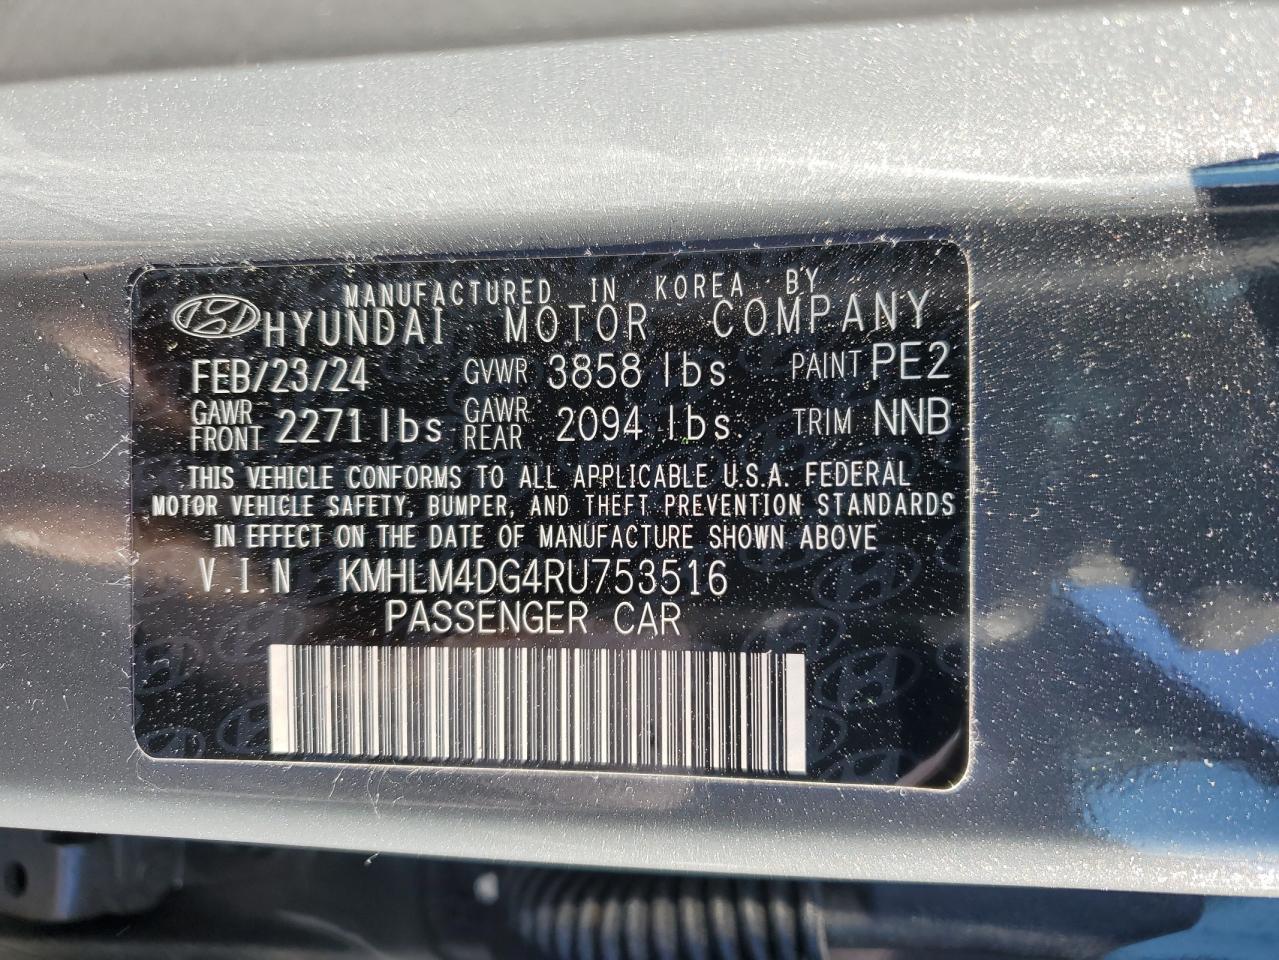 MANUFACTURED IN KOREA BY
HYUNDAI MOTOR COMPANY
FEB/23/24 GVWR 3858 lbs PAINT PE2
GAWR FRONT 2271 lbs GAWR REAR 2094 lbs TRIM NNB
THIS VEHICLE CONFORMS TO ALL APPLICABLE U.S.A. FEDERAL
MOTOR VEHICLE SAFETY, BUMPER, AND THEFT PREVENTION STANDARDS
IN EFFECT ON THE DATE OF MANUFACTURE SHOWN ABOVE
V.I.N KMHLM4DG4RU753516
PASSENGER CAR